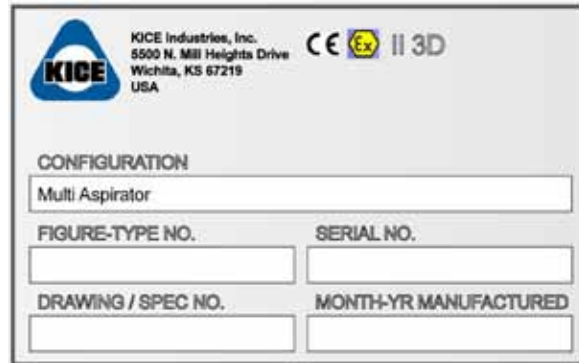 KICE
KICE Industries, Inc.
5500 N. Mill Heights Drive
Wichita, KS 67219
USA
CE Ex II 3D
CONFIGURATION
Multi Aspirator
FIGURE-TYPE NO. SERIAL NO.
DRAWING / SPEC NO. MONTH-YR MANUFACTURED